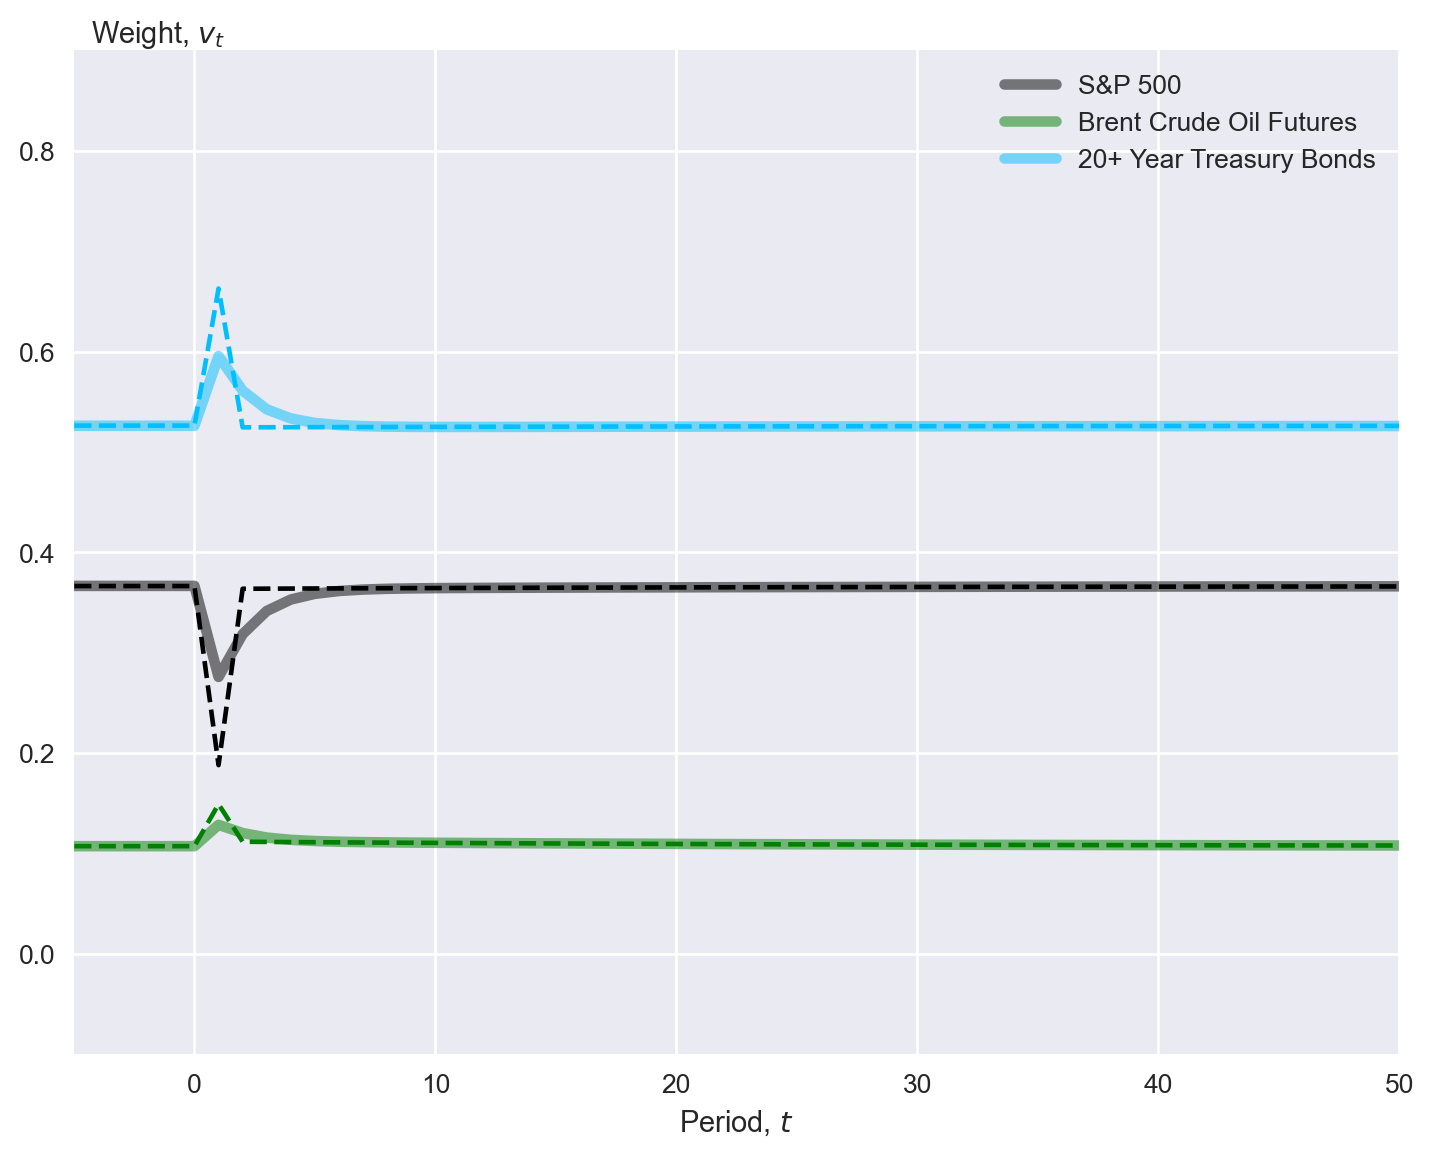 Weight, v_t
S&P 500
Brent Crude Oil Futures
20+ Year Treasury Bonds
0.8
0.6
0.4
0.2
0.0
0 10 20 30 40 50
Period, t